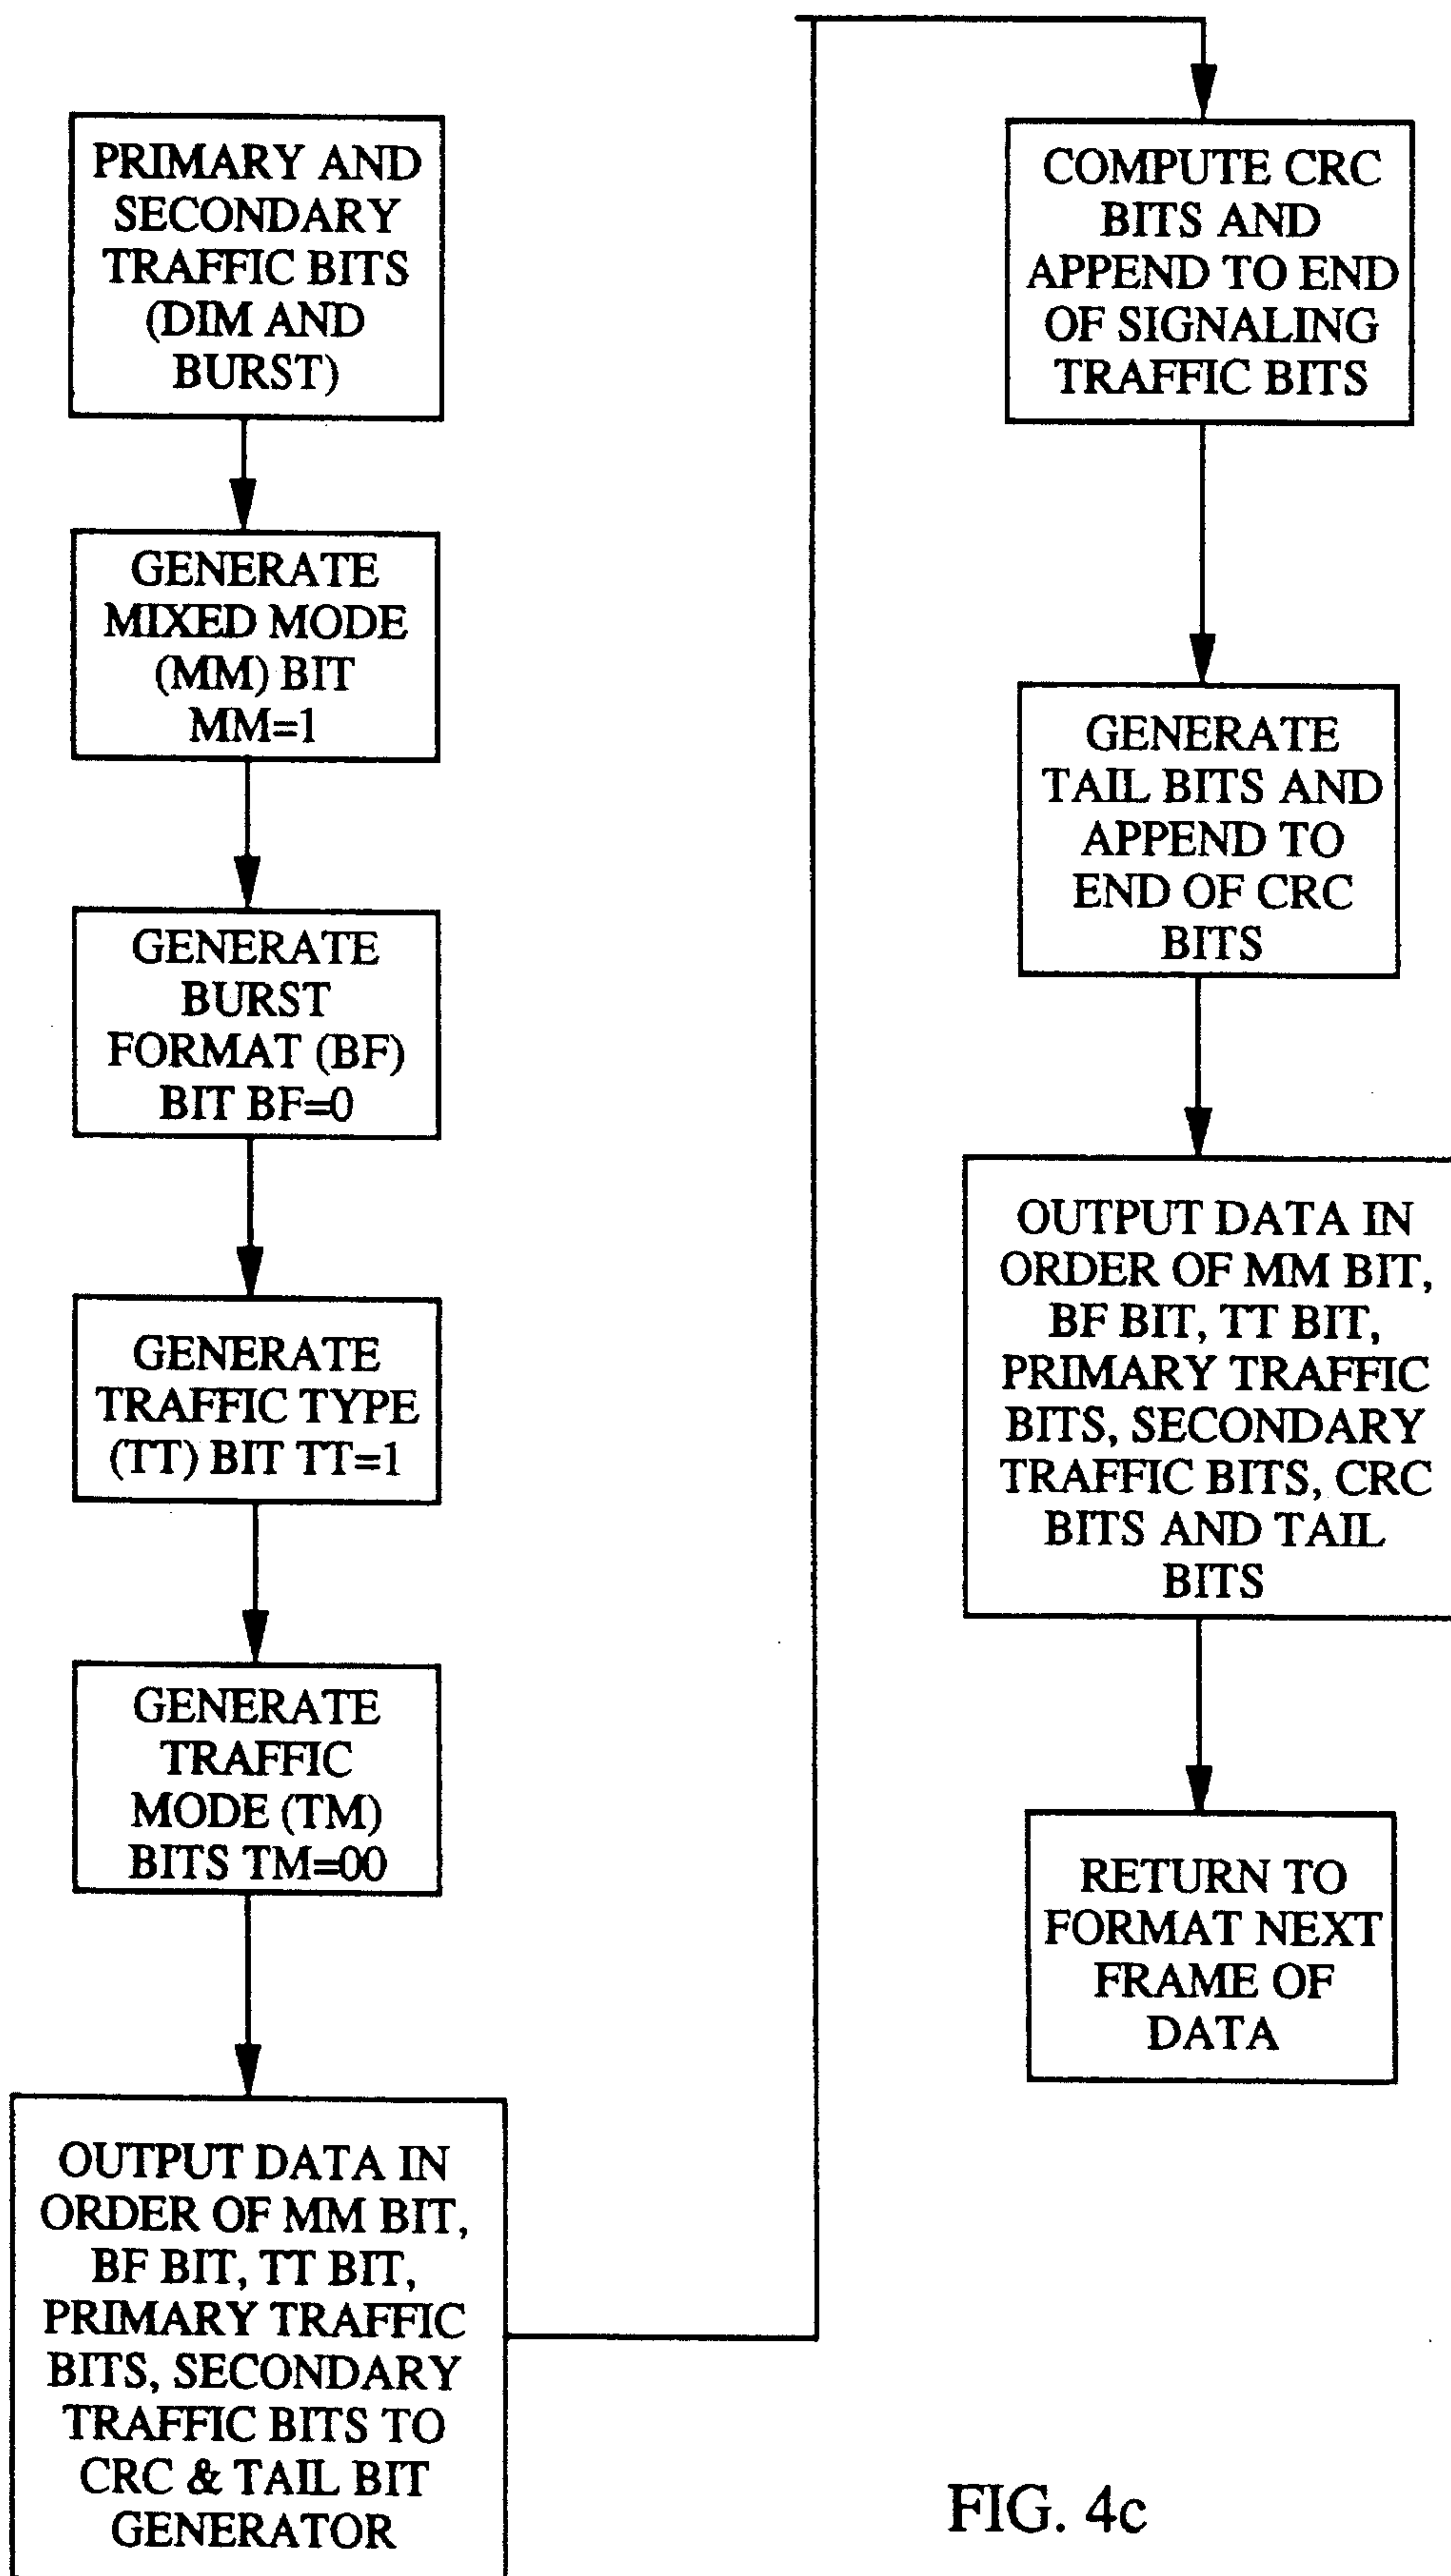 PRIMARY AND
SECONDARY
TRAFFIC BITS
(DIM AND
BURST)
GENERATE
MIXED MODE
(MM) BIT
MM=1
GENERATE
BURST
FORMAT (BF)
BIT BF=0
GENERATE
TRAFFIC TYPE
(TT) BIT TT=1
GENERATE
TRAFFIC
MODE (TM)
BITS TM=00
OUTPUT DATA IN
ORDER OF MM BIT,
BF BIT, TT BIT,
PRIMARY TRAFFIC
BITS, SECONDARY
TRAFFIC BITS TO
CRC & TAIL BIT
GENERATOR
COMPUTE CRC
BITS AND
APPEND TO END
OF SIGNALING
TRAFFIC BITS
GENERATE
TAIL BITS AND
APPEND TO
END OF CRC
BITS
OUTPUT DATA IN
ORDER OF MM BIT,
BF BIT, TT BIT,
PRIMARY TRAFFIC
BITS, SECONDARY
TRAFFIC BITS, CRC
BITS AND TAIL
BITS
RETURN TO
FORMAT NEXT
FRAME OF
DATA
FIG. 4c